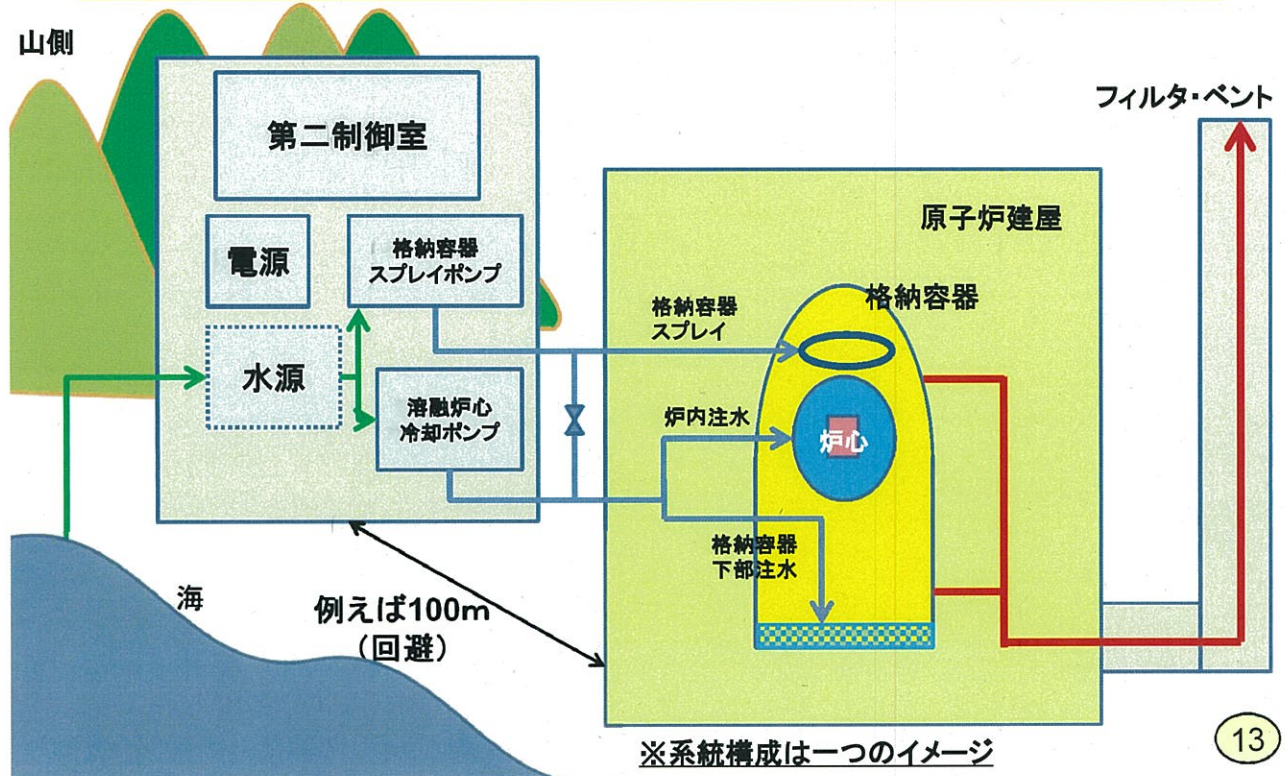 山側
フィルタ・ベント
第二制御室
原子炉建屋
電源
格納容器
スプレイポンプ
格納容器
スプレイ
格納容器
水源
溶融炉心
冷却ポンプ
炉内注水
炉心
格納容器
下部注水
海
例えば100m
(回避)
※系統構成は一つのイメージ
13